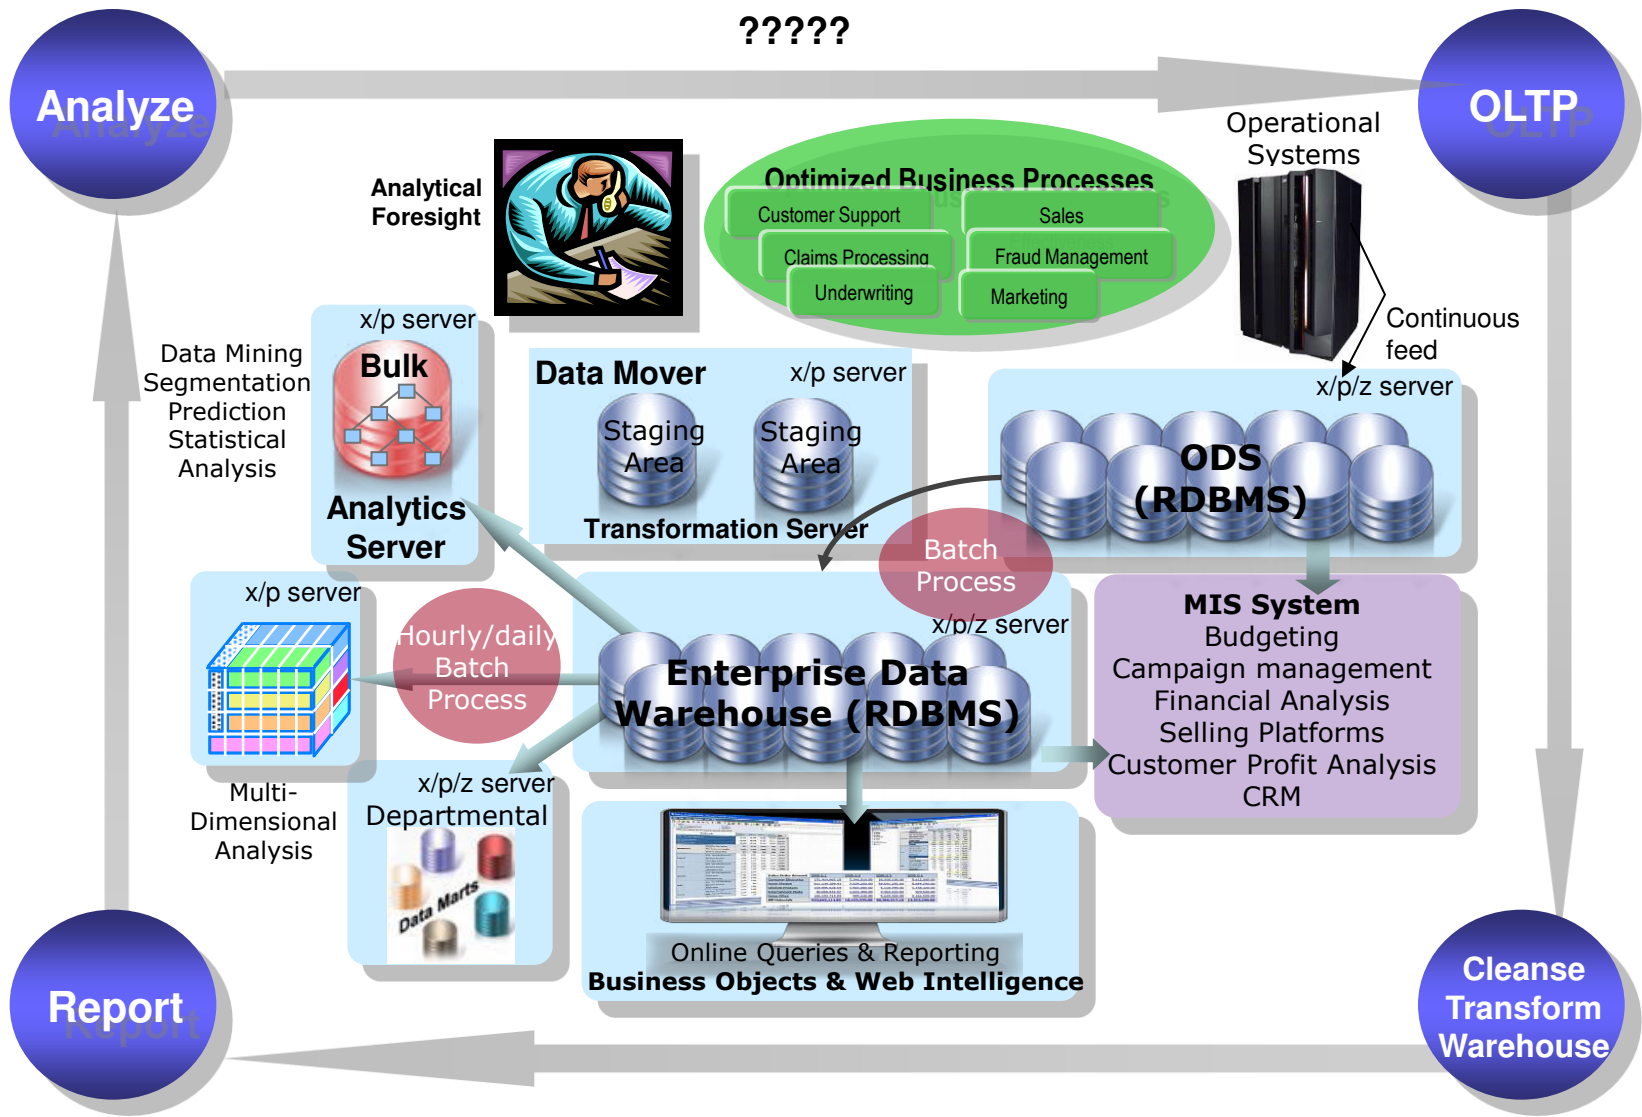 ?????
Analyze
OLTP
Operational
Systems
Analytical
Foresight
Optimized Business Processes
Customer Support
Sales
Claims Processing
Fraud Management
Underwriting
Marketing
Continuous
feed
x/p server
Bulk
Data Mining
Segmentation
Prediction
Statistical
Analysis
Analytics
Server
Data Mover
x/p server
Staging
Area
Staging
Area
Transformation Server
x/p/z server
ODS
(RDBMS)
Batch
Process
x/p server
Hourly/daily
Batch
Process
x/p/z server
Enterprise Data
Warehouse (RDBMS)
MIS System
Budgeting
Campaign management
Financial Analysis
Selling Platforms
Customer Profit Analysis
CRM
Multi-
Dimensional
Analysis
x/p/z server
Departmental
Data Marts
Online Queries & Reporting
Business Objects & Web Intelligence
Report
Cleanse
Transform
Warehouse